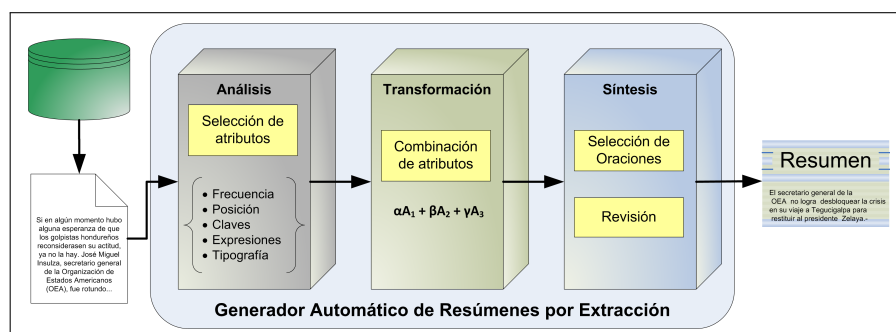 Si en algún momento hubo
alguna esperanza de que
los golpistas hondureños
reconsiderasen su actitud,
ya no la hay. José Miguel
Insulza, secretario general
de la Organización de
Estados Americanos
(OEA), fue rotundo...
Análisis
Selección de
atributos
• Frecuencia
• Posición
• Claves
• Expresiones
• Tipografía
Transformación
Combinación
de atributos
αA₁ + βA₂ + γA₃
Síntesis
Selección de
Oraciones
Revisión
Generador Automático de Resúmenes por Extracción
Resumen
El secretario general de la
OEA no logra desbloquear la crisis
en su viaje a Tegucigalpa para
restituir al presidente Zelaya.-